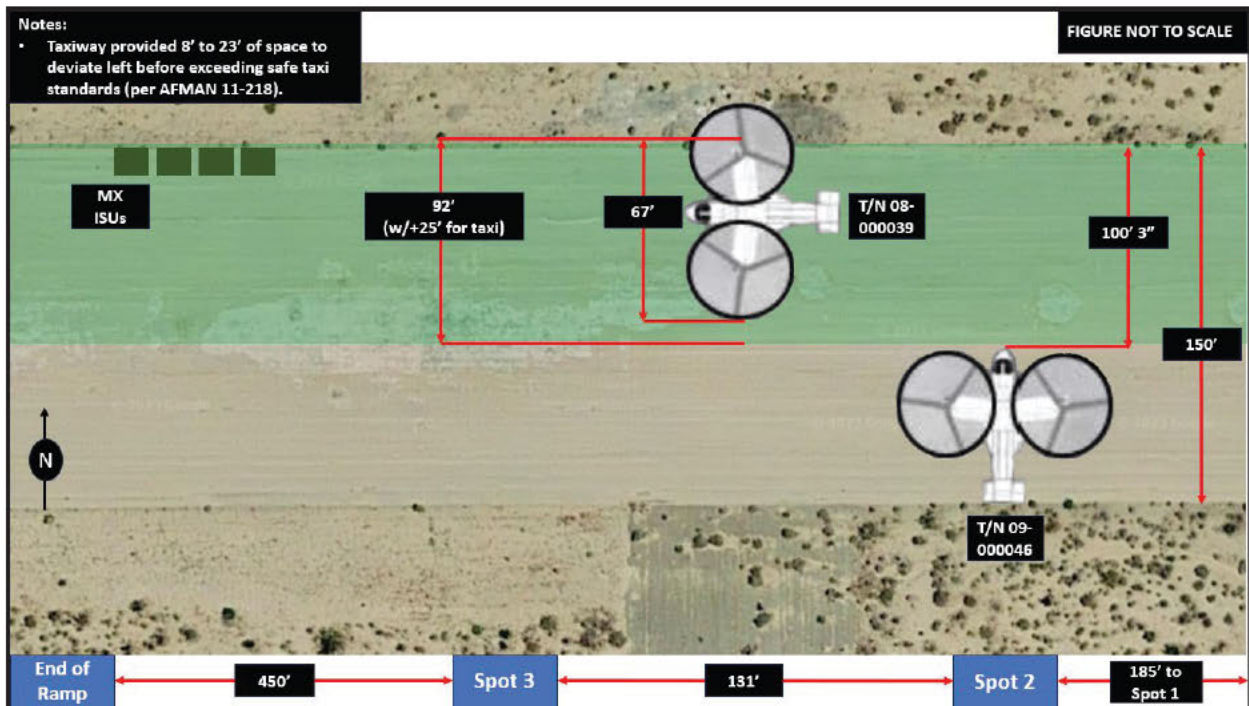 Notes:
• Taxiway provided 8' to 23' of space to
deviate left before exceeding safe taxi
standards (per AFMAN 11-218).
FIGURE NOT TO SCALE
MX
ISUs
92'
(w/+25' for taxi)
67'
T/N 08-
000039
100' 3"
150'
N
T/N 09-
000046
End of
Ramp
450'
Spot 3
131'
Spot 2
185' to
Spot 1